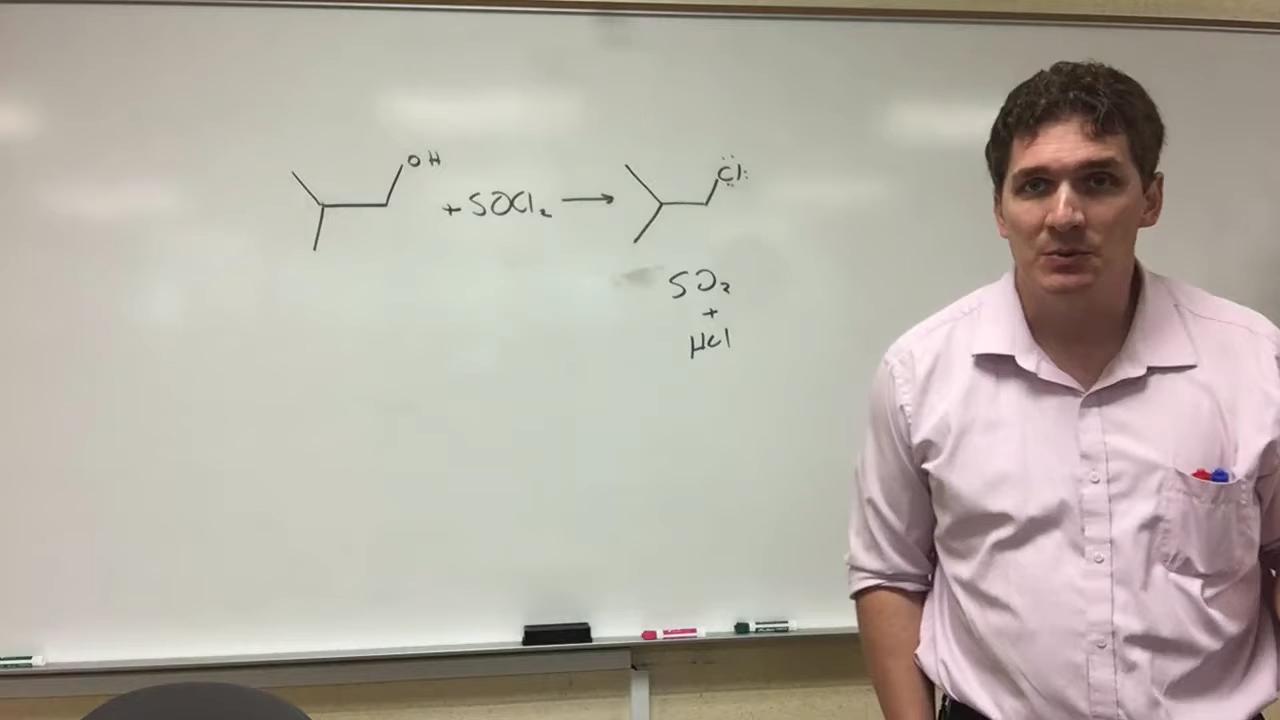 OH + SOCl₂ → Cl
SO₂
+
HCl